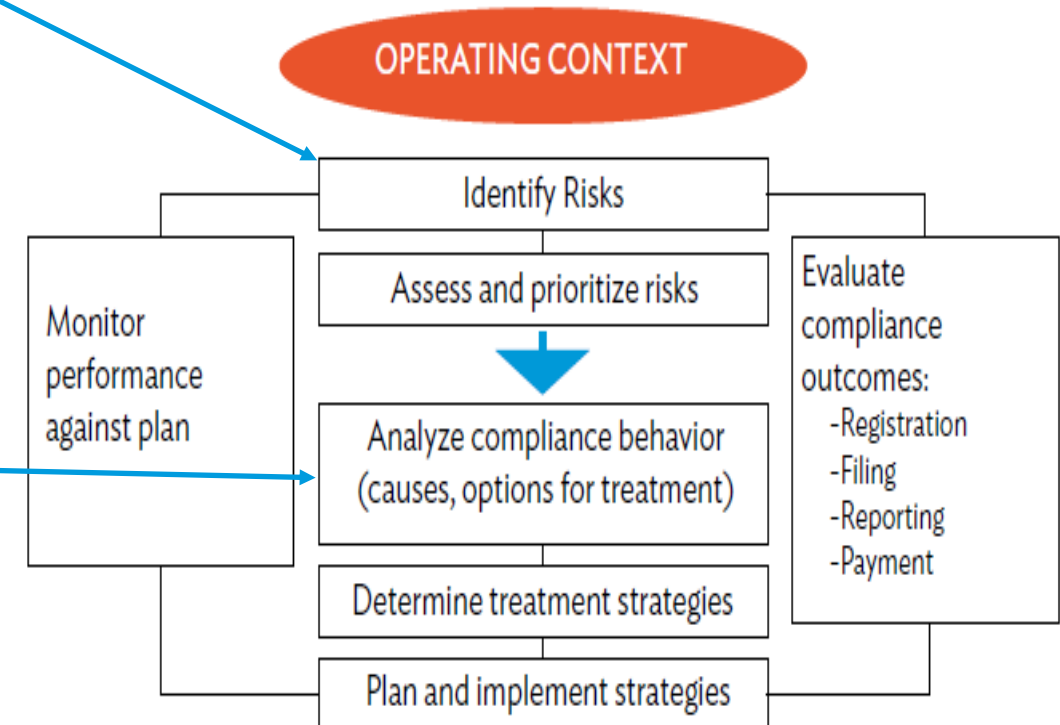 OPERATING CONTEXT
Identify Risks
Assess and prioritize risks
Monitor
performance
against plan
Analyze compliance behavior
(causes, options for treatment)
Determine treatment strategies
Plan and implement strategies
Evaluate
compliance
outcomes:
-Registration
-Filing
-Reporting
-Payment